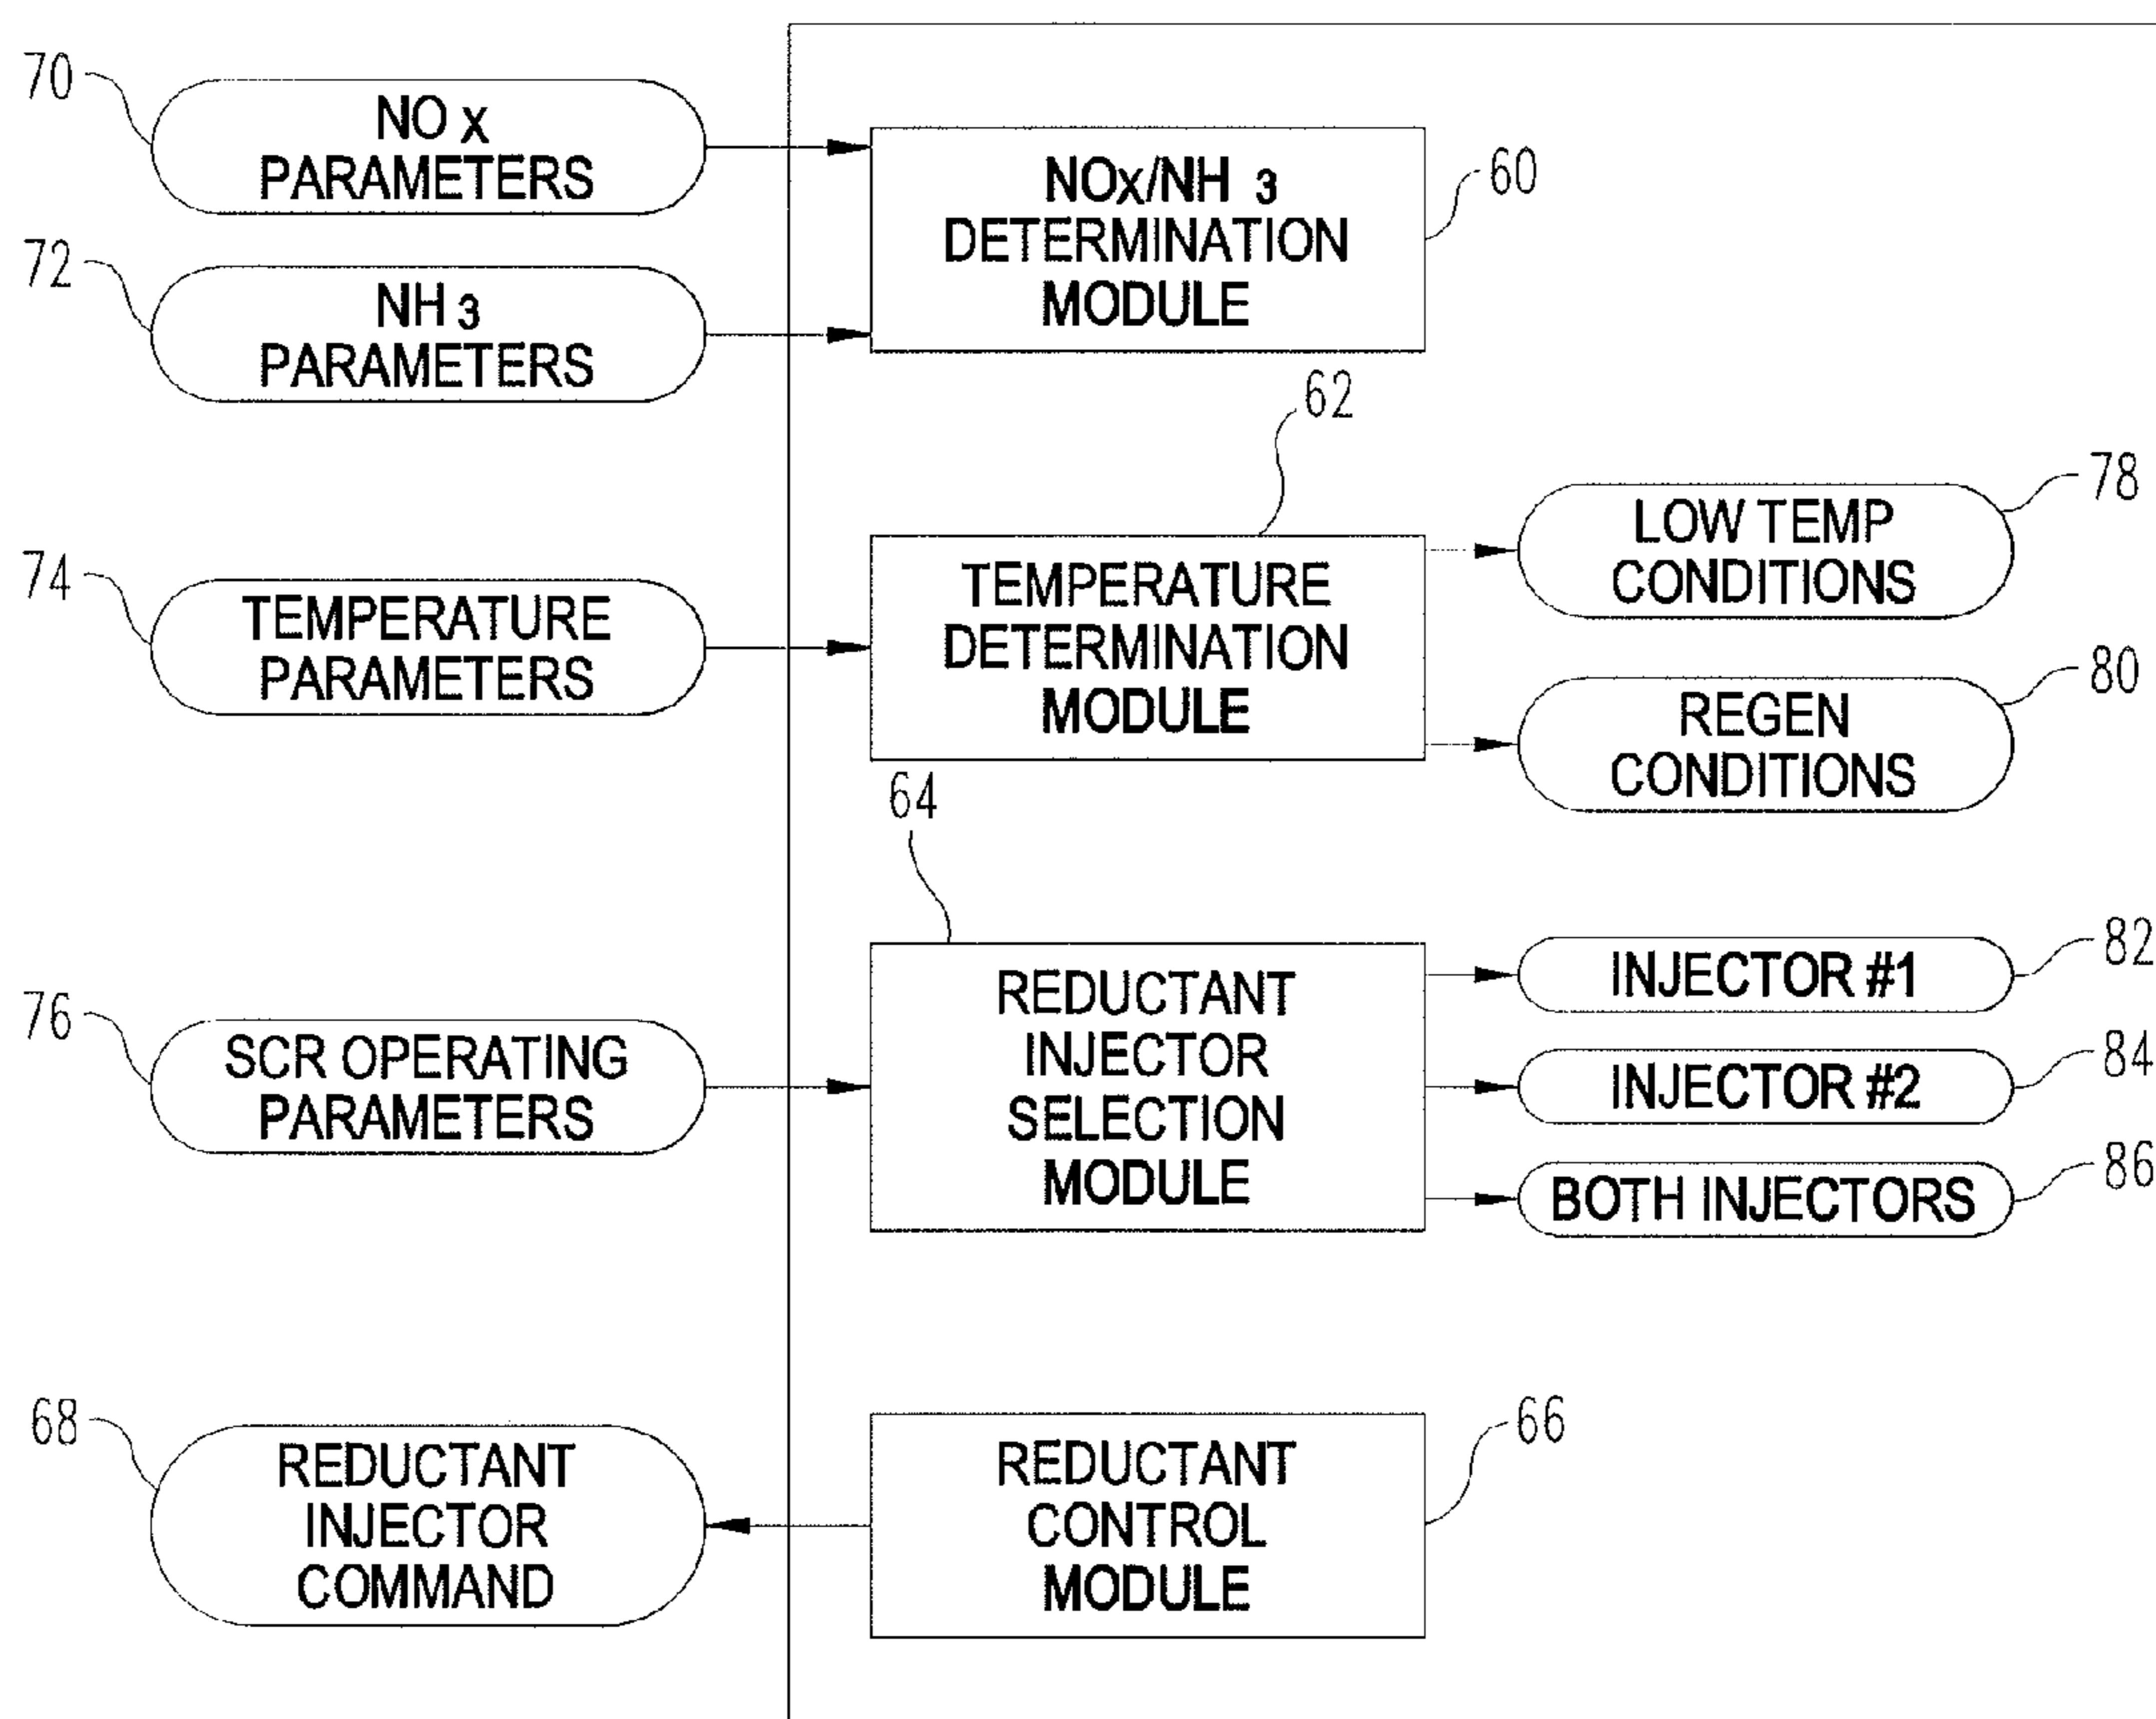 70
NOx
PARAMETERS
NOx/NH3
DETERMINATION
MODULE
60
72
NH3
PARAMETERS
62
74
TEMPERATURE
PARAMETERS
TEMPERATURE
DETERMINATION
MODULE
LOW TEMP
CONDITIONS
78
REGEN
CONDITIONS
80
64
76
SCR OPERATING
PARAMETERS
REDUCTANT
INJECTOR
SELECTION
MODULE
INJECTOR #1
82
INJECTOR #2
84
BOTH INJECTORS
86
68
REDUCTANT
INJECTOR
COMMAND
REDUCTANT
CONTROL
MODULE
66